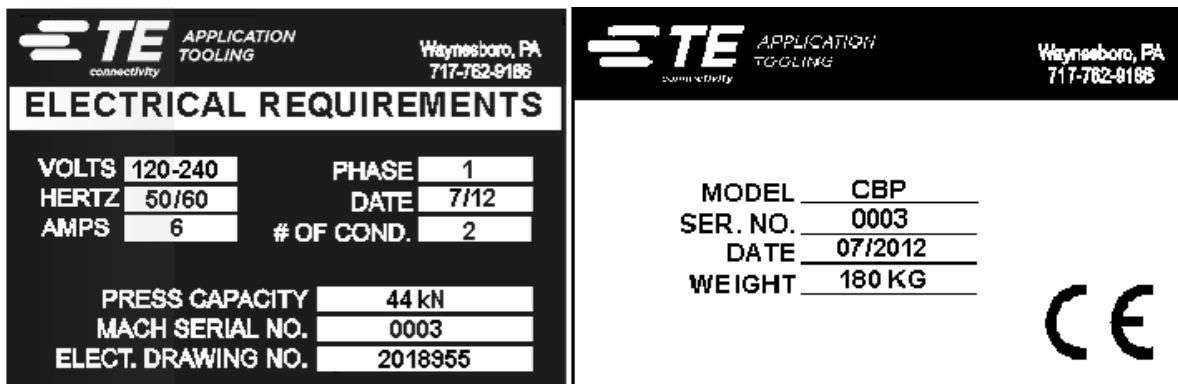 TE APPLICATION
connectivity TOOLING
Waynesboro, PA
717-762-9186
ELECTRICAL REQUIREMENTS
VOLTS 120-240 PHASE 1
HERTZ 50/60 DATE 7/12
AMPS 6 # OF COND. 2
PRESS CAPACITY 44 kN
MACH SERIAL NO. 0003
ELECT. DRAWING NO. 2018955
TE APPLICATION
connectivity TOOLING
Waynesboro, PA
717-762-9186
MODEL CBP
SER. NO. 0003
DATE 07/2012
WEIGHT 180 KG
CE